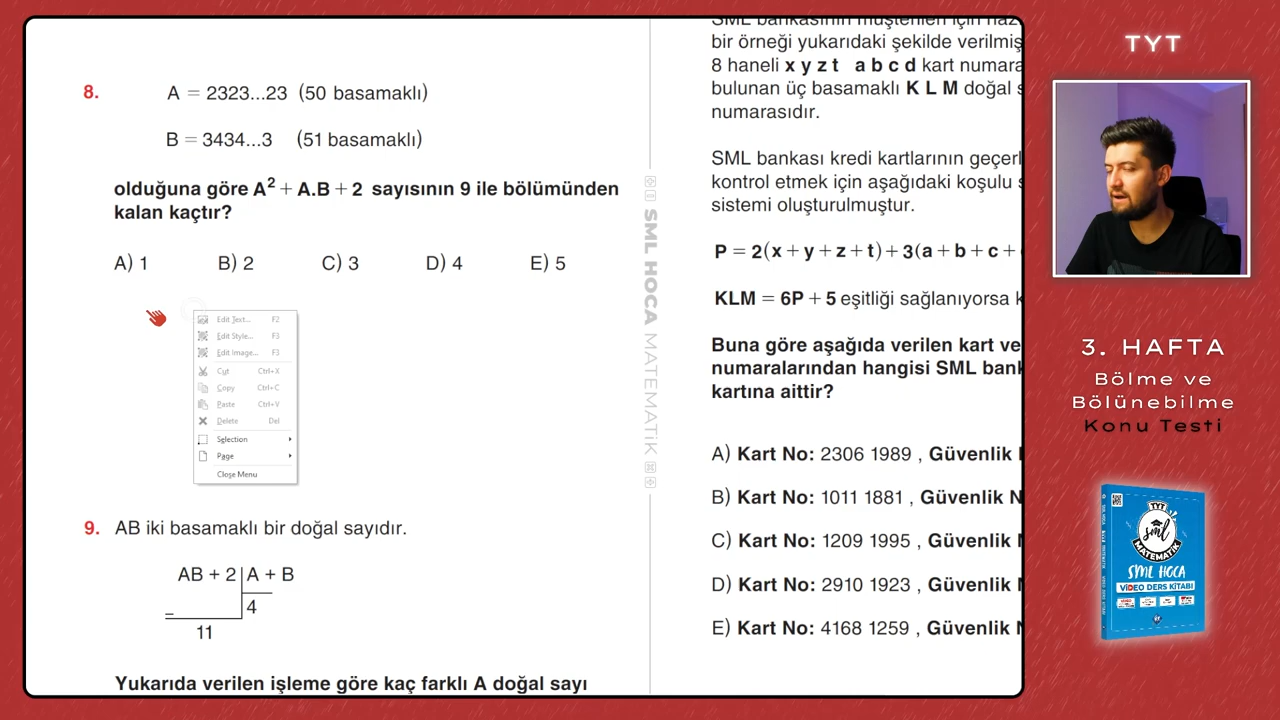 8.
A = 2323...23 (50 basamaklı)
B = 3434...3 (51 basamaklı)
olduğuna göre A² + A.B + 2 sayısının 9 ile bölümünden
kalan kaçtır?
A) 1 B) 2 C) 3 D) 4 E) 5
Edit Text... F2
Edit Style... F3
Edit Image... F3
Cut Ctrl+X
Copy Ctrl+C
Paste Ctrl+V
Delete Del
Selection
Page
Close Menu
9. AB iki basamaklı bir doğal sayıdır.
AB + 2 A + B
4
11
Yukarıda verilen işleme göre kaç farklı A doğal sayı
SML HOCA MATEMATİK
SML bankasının müşterileri için haz
bir örneği yukarıdaki şekilde verilmiş
8 haneli x y z t a b c d kart numara
bulunan üç basamaklı K L M doğal s
numarasıdır.
SML bankası kredi kartlarının geçerl
kontrol etmek için aşağıdaki koşulu s
sistemi oluşturulmuştur.
P = 2(x + y + z + t) + 3(a + b + c +
KLM = 6P + 5 eşitliği sağlanıyorsa k
Buna göre aşağıda verilen kart ve
numaralarından hangisi SML bank
kartına aittir?
A) Kart No: 2306 1989 , Güvenlik
B) Kart No: 1011 1881 , Güvenlik N
C) Kart No: 1209 1995 , Güvenlik N
D) Kart No: 2910 1923 , Güvenlik N
E) Kart No: 4168 1259 , Güvenlik N
TYT
3. HAFTA
Bölme ve
Bölünebilme
Konu Testi
TYT
sml
MATEMATİK
SML HOCA
VİDEO DERS KİTABI